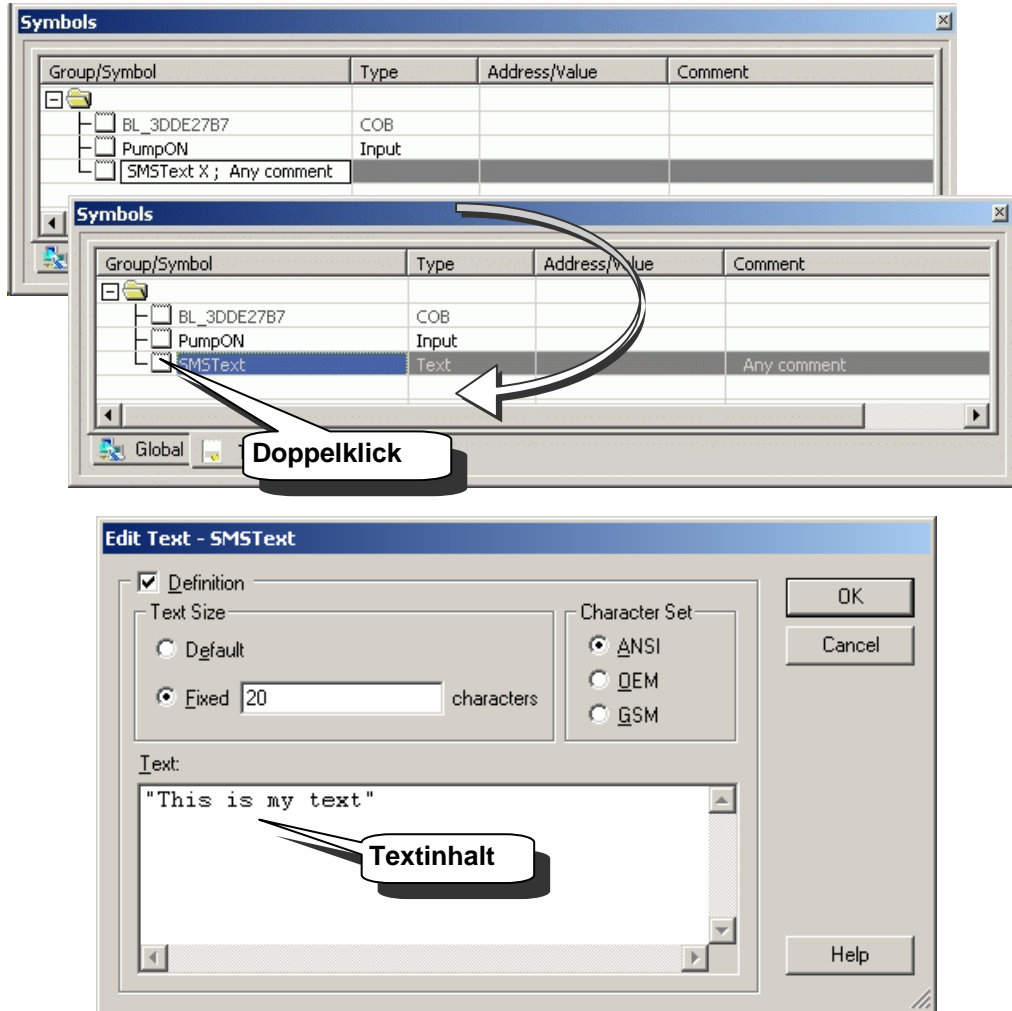 Symbols
Group/Symbol Type Address/Value Comment
BL_3DDE27B7 COB
PumpON Input
SMSText X ; Any comment
Symbols
Group/Symbol Type Address/Value Comment
BL_3DDE27B7 COB
PumpON Input
SMSText Text Any comment
Global
Doppelklick
Edit Text - SMSText
Definition
Text Size
Default
Fixed 20 characters
Character Set
ANSI
OEM
GSM
OK
Cancel
Text:
"This is my text"
Textinhalt
Help